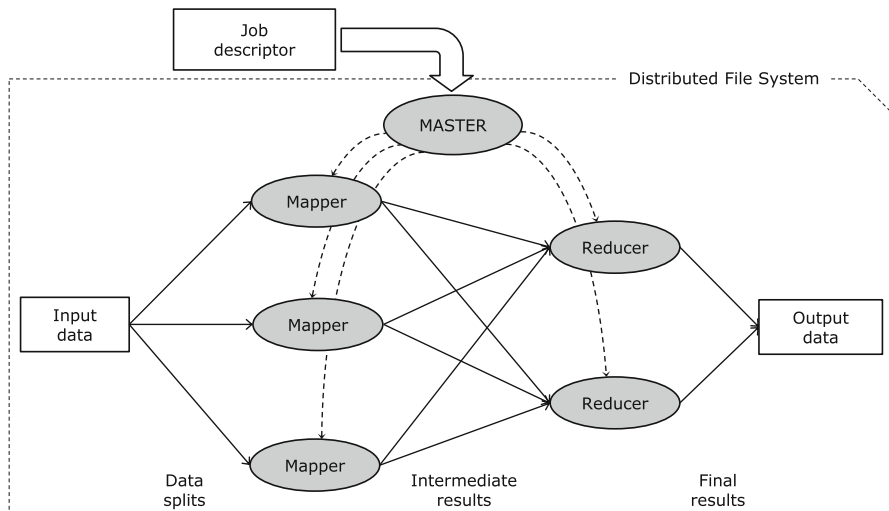 Job
descriptor
Distributed File System
MASTER
Mapper
Reducer
Input
data
Mapper
Output
data
Reducer
Mapper
Data
splits
Intermediate
results
Final
results